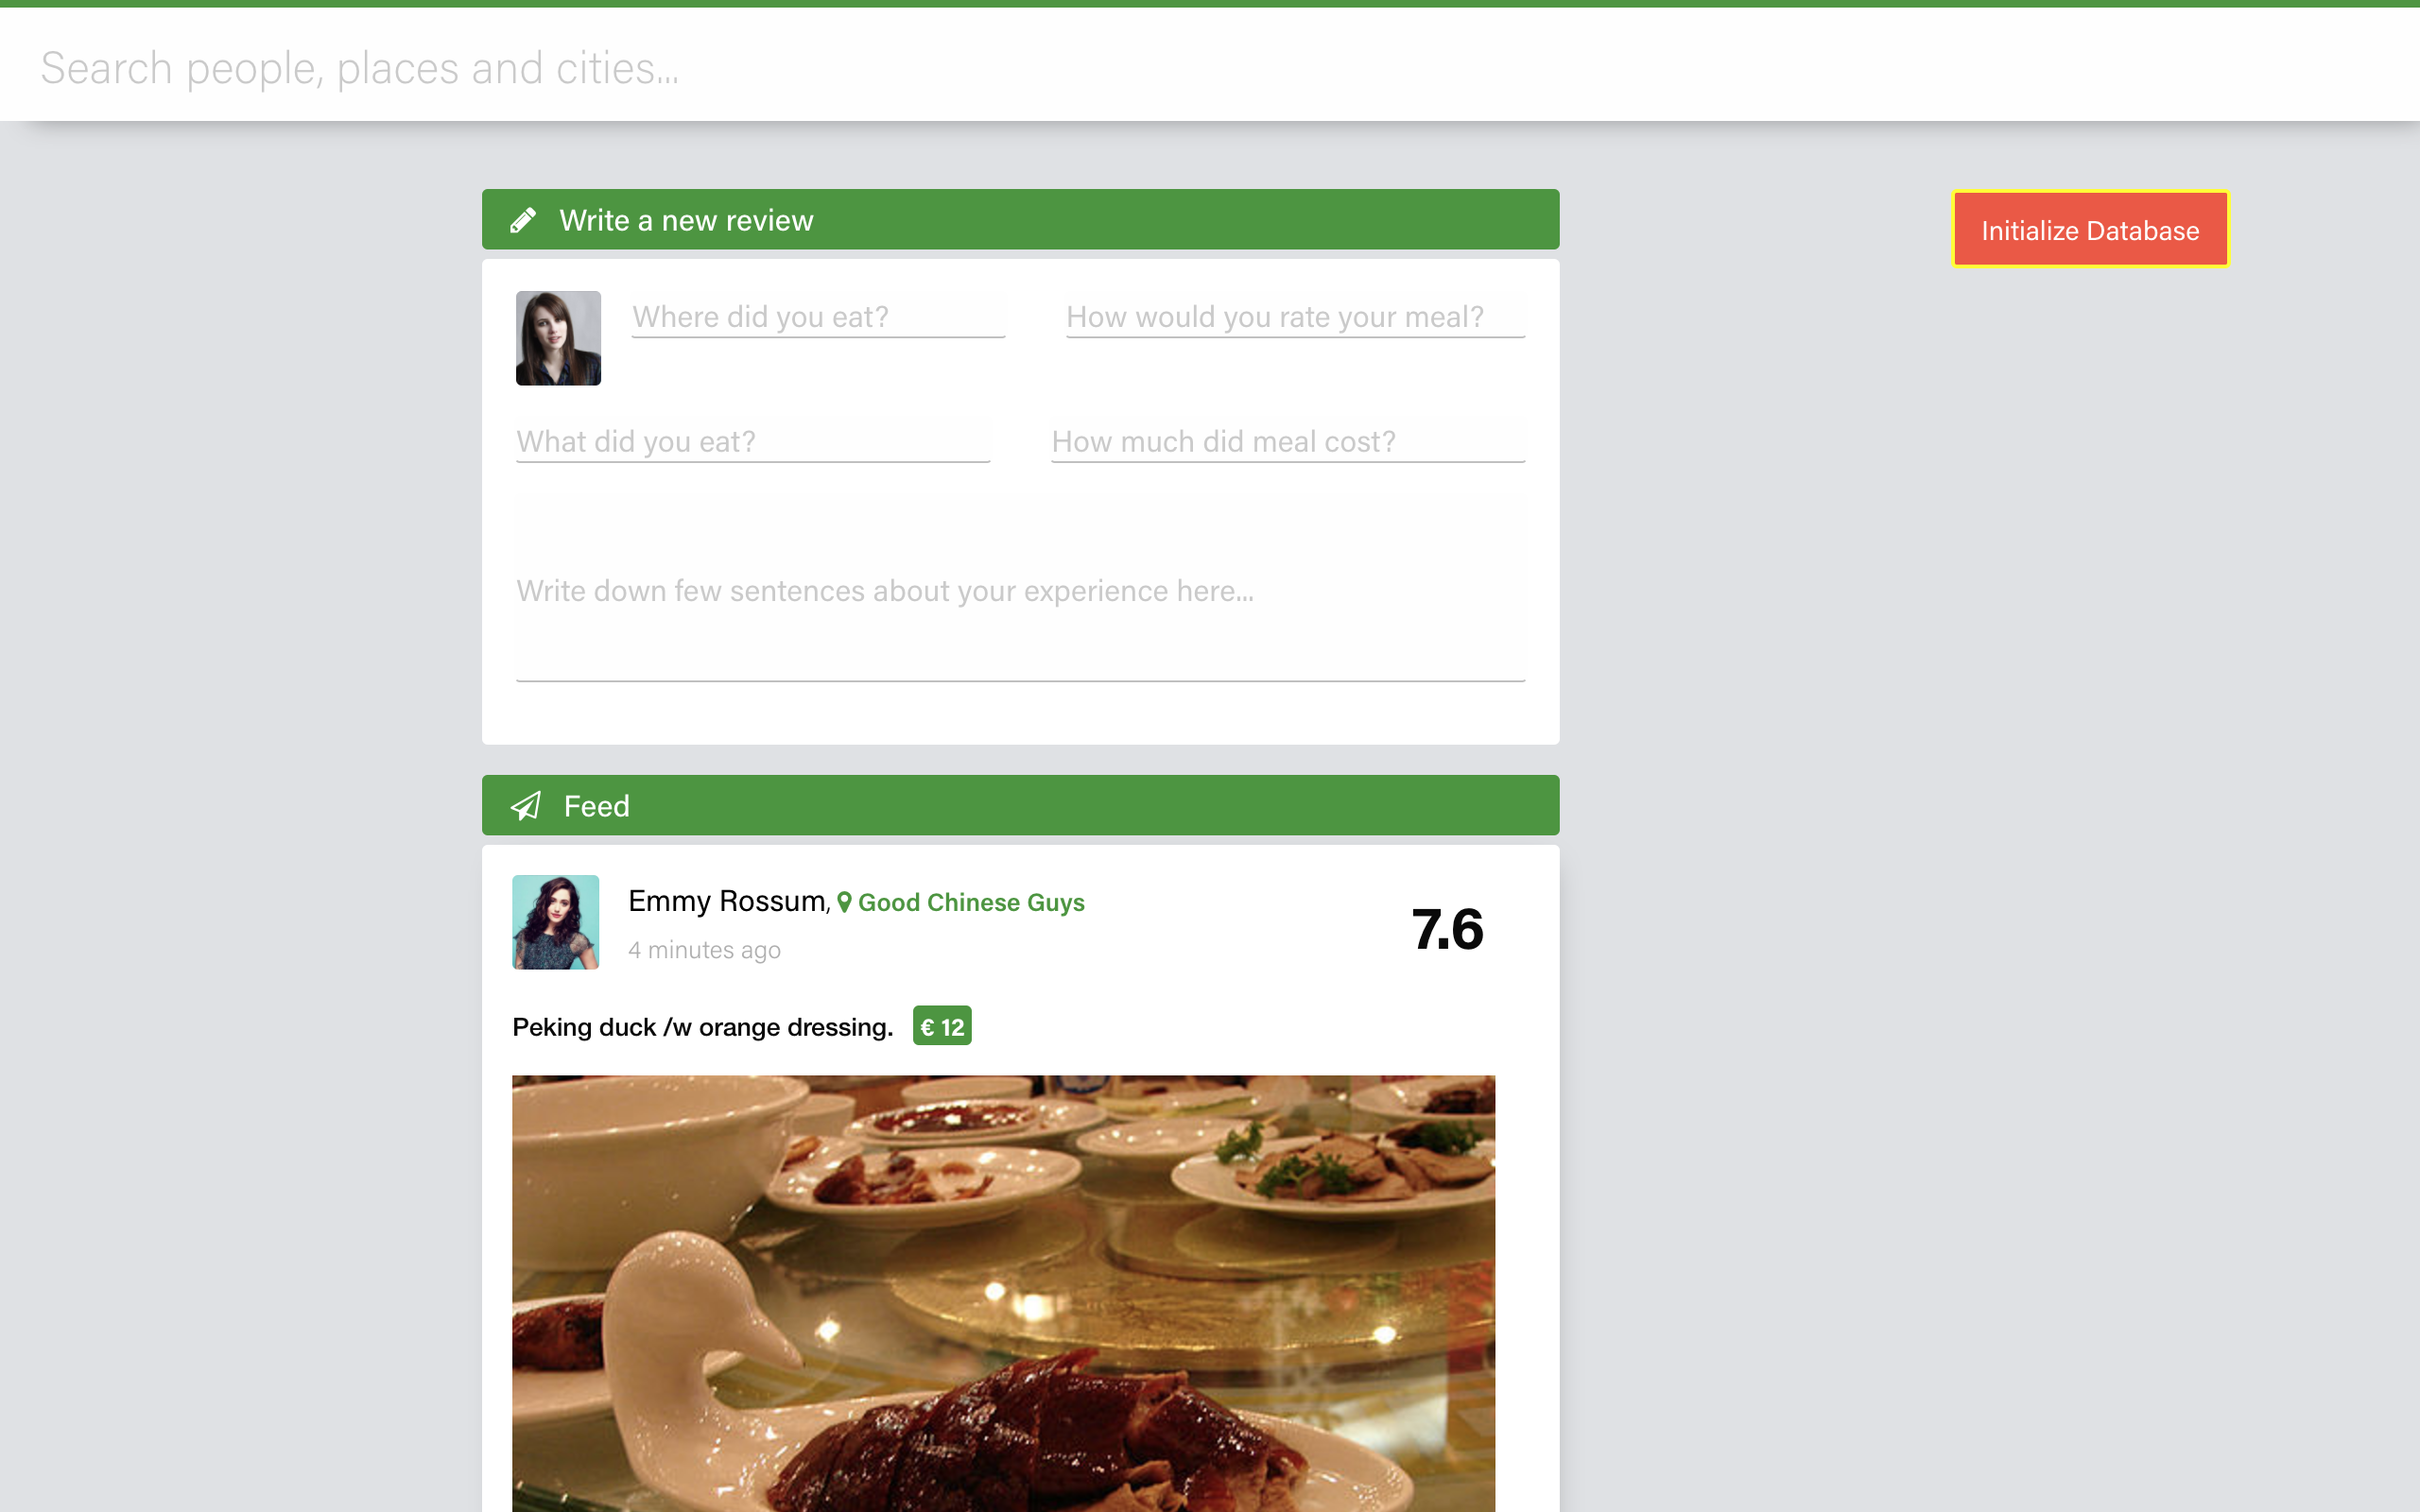 Search people, places and cities...
Write a new review
Initialize Database
Where did you eat?
How would you rate your meal?
What did you eat?
How much did meal cost?
Write down few sentences about your experience here...
Feed
Emmy Rossum, Good Chinese Guys
7.6
4 minutes ago
Peking duck /w orange dressing. € 12